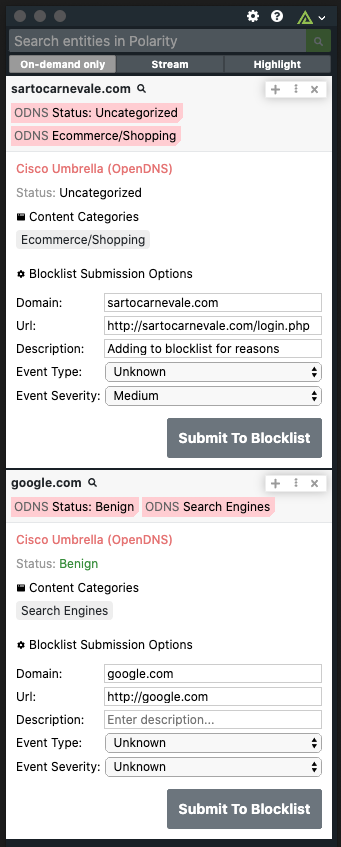 Search entities in Polarity
On-demand only Stream Highlight
sartocarnevale.com
ODNS Status: Uncategorized
ODNS Ecommerce/Shopping
Cisco Umbrella (OpenDNS)
Status: Uncategorized
Content Categories
Ecommerce/Shopping
Blocklist Submission Options
Domain: sartocarnevale.com
Url: http://sartocarnevale.com/login.php
Description: Adding to blocklist for reasons
Event Type: Unknown
Event Severity: Medium
Submit To Blocklist
google.com
ODNS Status: Benign ODNS Search Engines
Cisco Umbrella (OpenDNS)
Status: Benign
Content Categories
Search Engines
Blocklist Submission Options
Domain: google.com
Url: http://google.com
Description: Enter description...
Event Type: Unknown
Event Severity: Unknown
Submit To Blocklist